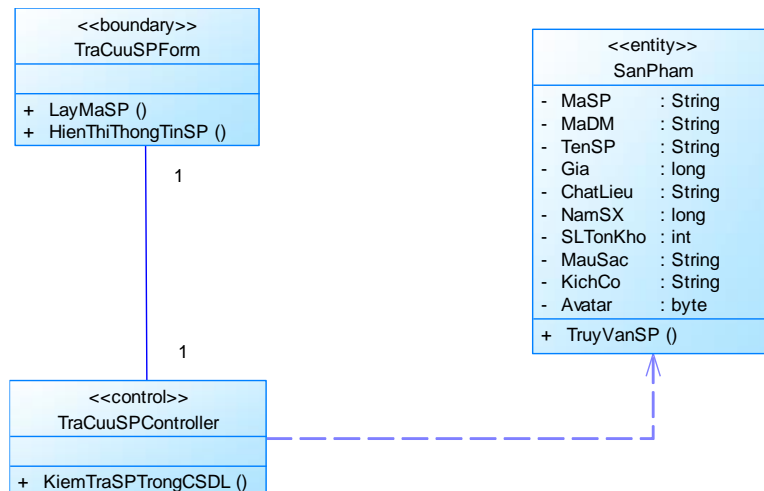 <<boundary>>
TraCuuSPForm
+ LayMaSP ()
+ HienThiThongTinSP ()
1
1
<<control>>
TraCuuSPController
+ KiemTraSPTrongCSDL ()
<<entity>>
SanPham
- MaSP : String
- MaDM : String
- TenSP : String
- Gia : long
- ChatLieu : String
- NamSX : long
- SLTonKho : int
- MauSac : String
- KichCo : String
- Avatar : byte
+ TruyVanSP ()